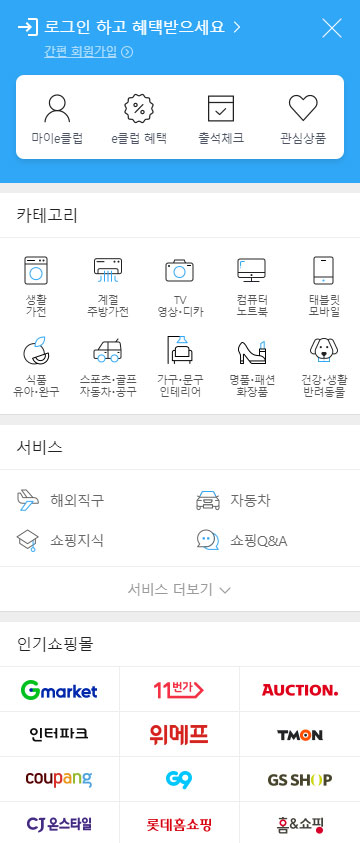 로그인 하고 혜택받으세요
간편 회원가입
마이e클럽 e클럽 혜택 출석체크 관심상품
카테고리
생활 계절 TV 컴퓨터 태블릿
가전 주방가전 영상·디카 노트북 모바일
식품 스포츠·골프 가구·문구 명품·패션 건강·생활
유아·완구 자동차·공구 인테리어 화장품 반려동물
서비스
해외직구 자동차
쇼핑지식 쇼핑Q&A
서비스 더보기
인기쇼핑몰
Gmarket 11번가 AUCTION.
인터파크 위메프 TMON
coupang G9 GS SHOP
CJ 온스타일 롯데홈쇼핑 홈&쇼핑